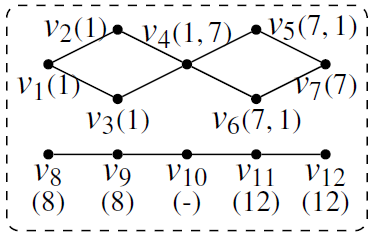 v₂(1) v₄(1, 7) v₅(7, 1)
v₁(1) v₇(7)
v₃(1) v₆(7, 1)
v₈ v₉ v₁₀ v₁₁ v₁₂
(8) (8) (-) (12) (12)